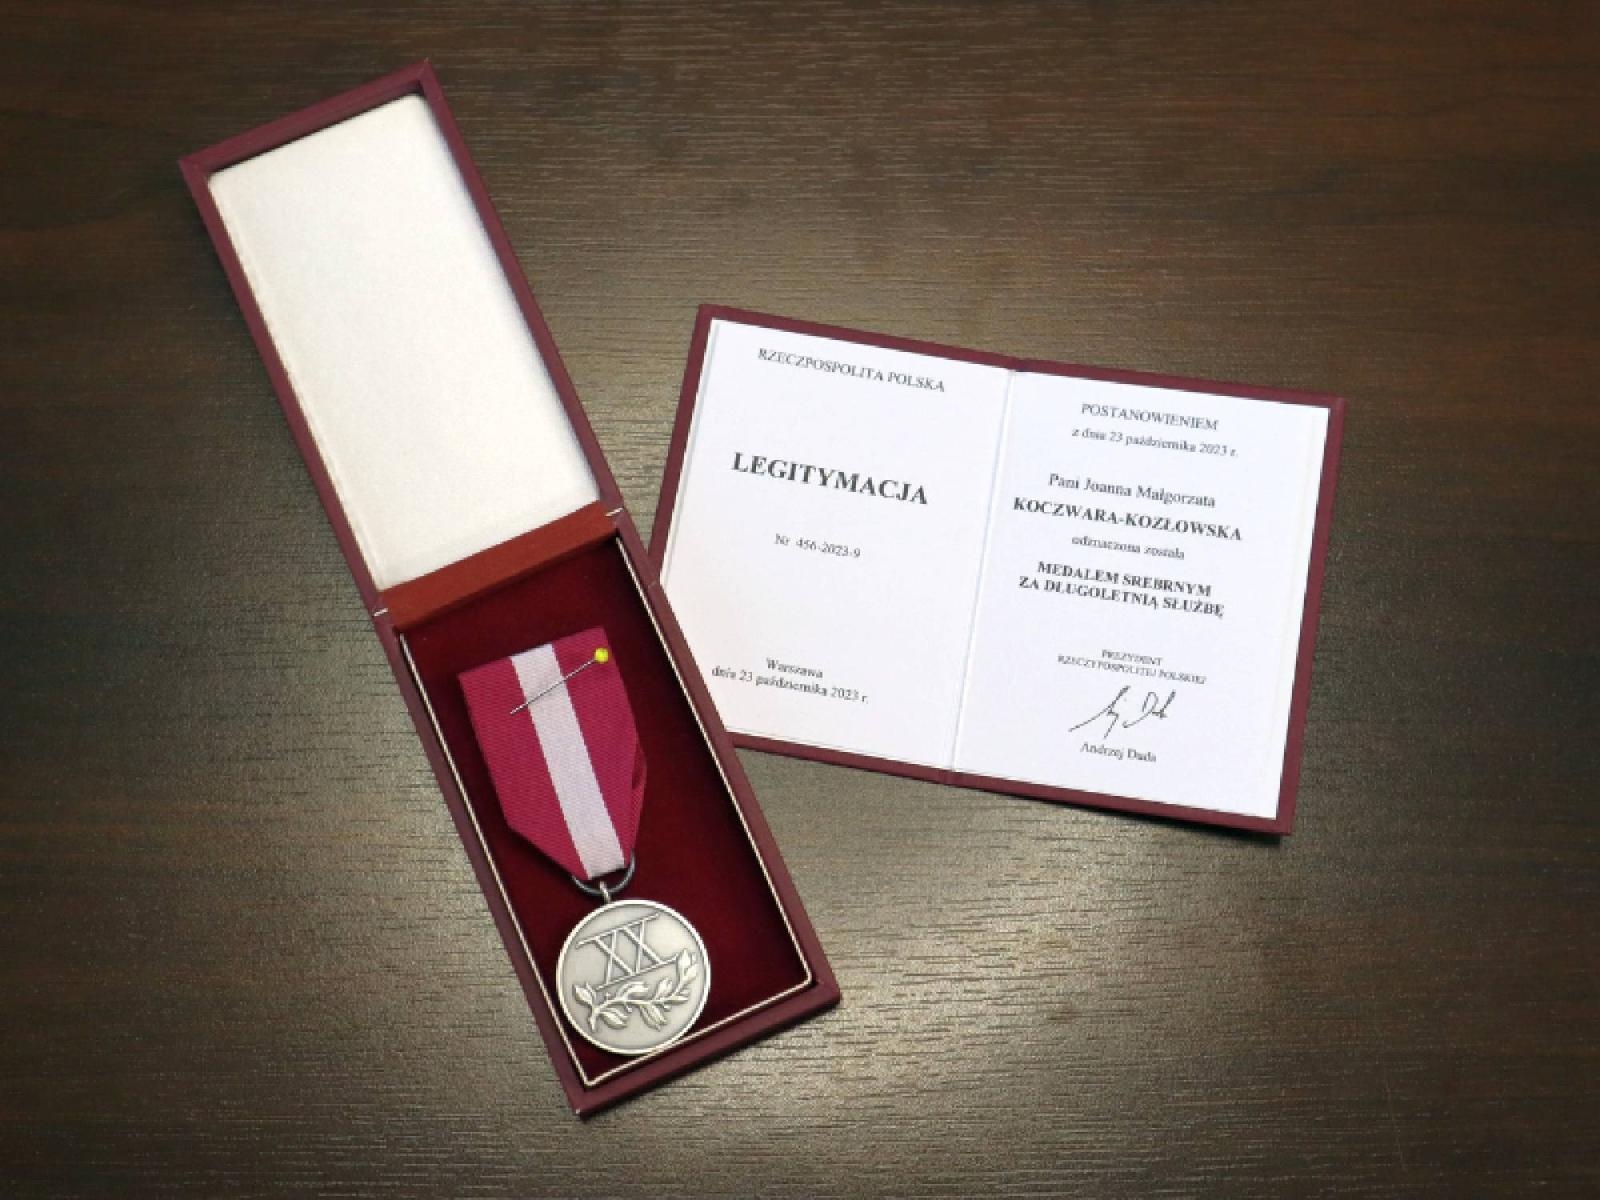 RZECZPOSPOLITA POLSKA
LEGITYMACJA
Nr 456-2023-9
Warszawa
dnia 23 października 2023 r.
POSTANOWIENIEM
z dnia 23 października 2023 r.
Pani Joanna Małgorzata
KOCZWARA-KOZŁOWSKA
odznaczona została
MEDALEM SREBRNYM
ZA DŁUGOLETNIĄ SŁUŻBĘ
PREZYDENT
RZECZYPOSPOLITEJ POLSKIEJ
Andrzej Duda
XX